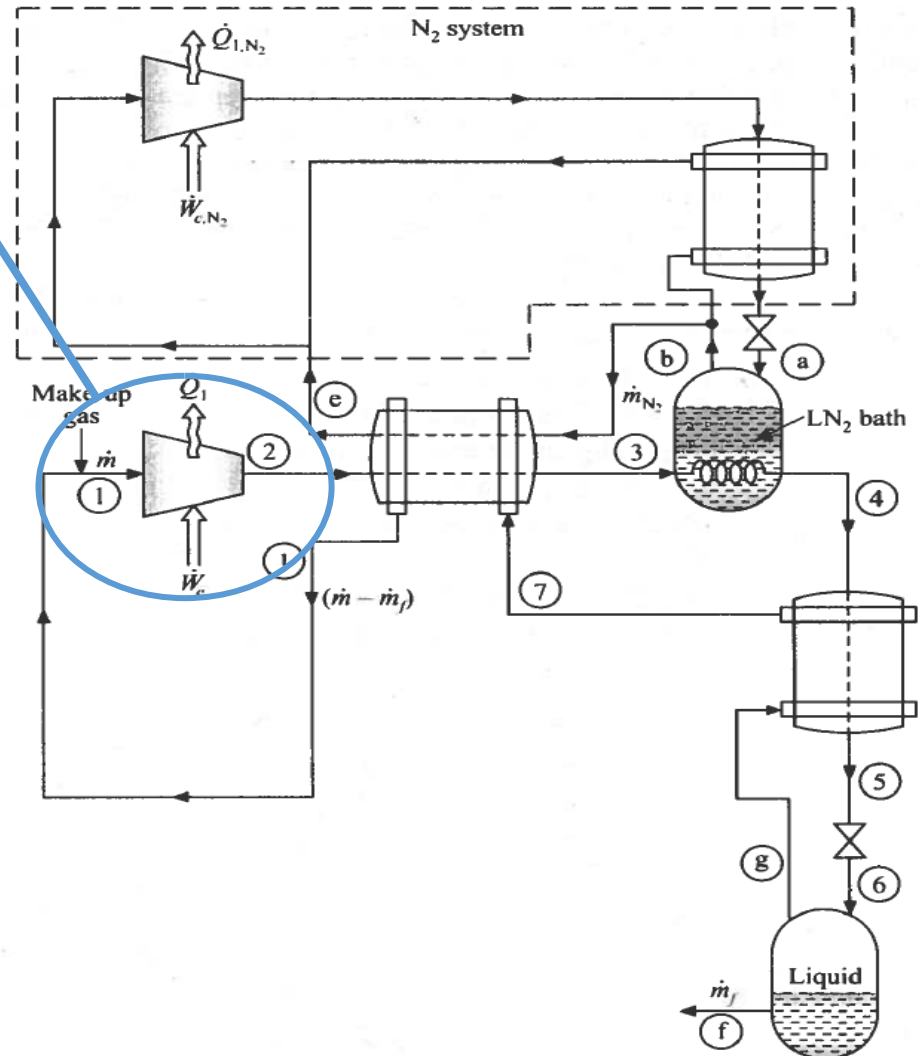 N₂ system
Q̇₁,N₂
Ẇc,N₂
b
a
Make-up
gas
Q₁
e
ṁN₂
LN₂ bath
ṁ
2
3
1
4
Ẇc
1
(ṁ − ṁf)
7
5
g
6
Liquid
ṁf
f